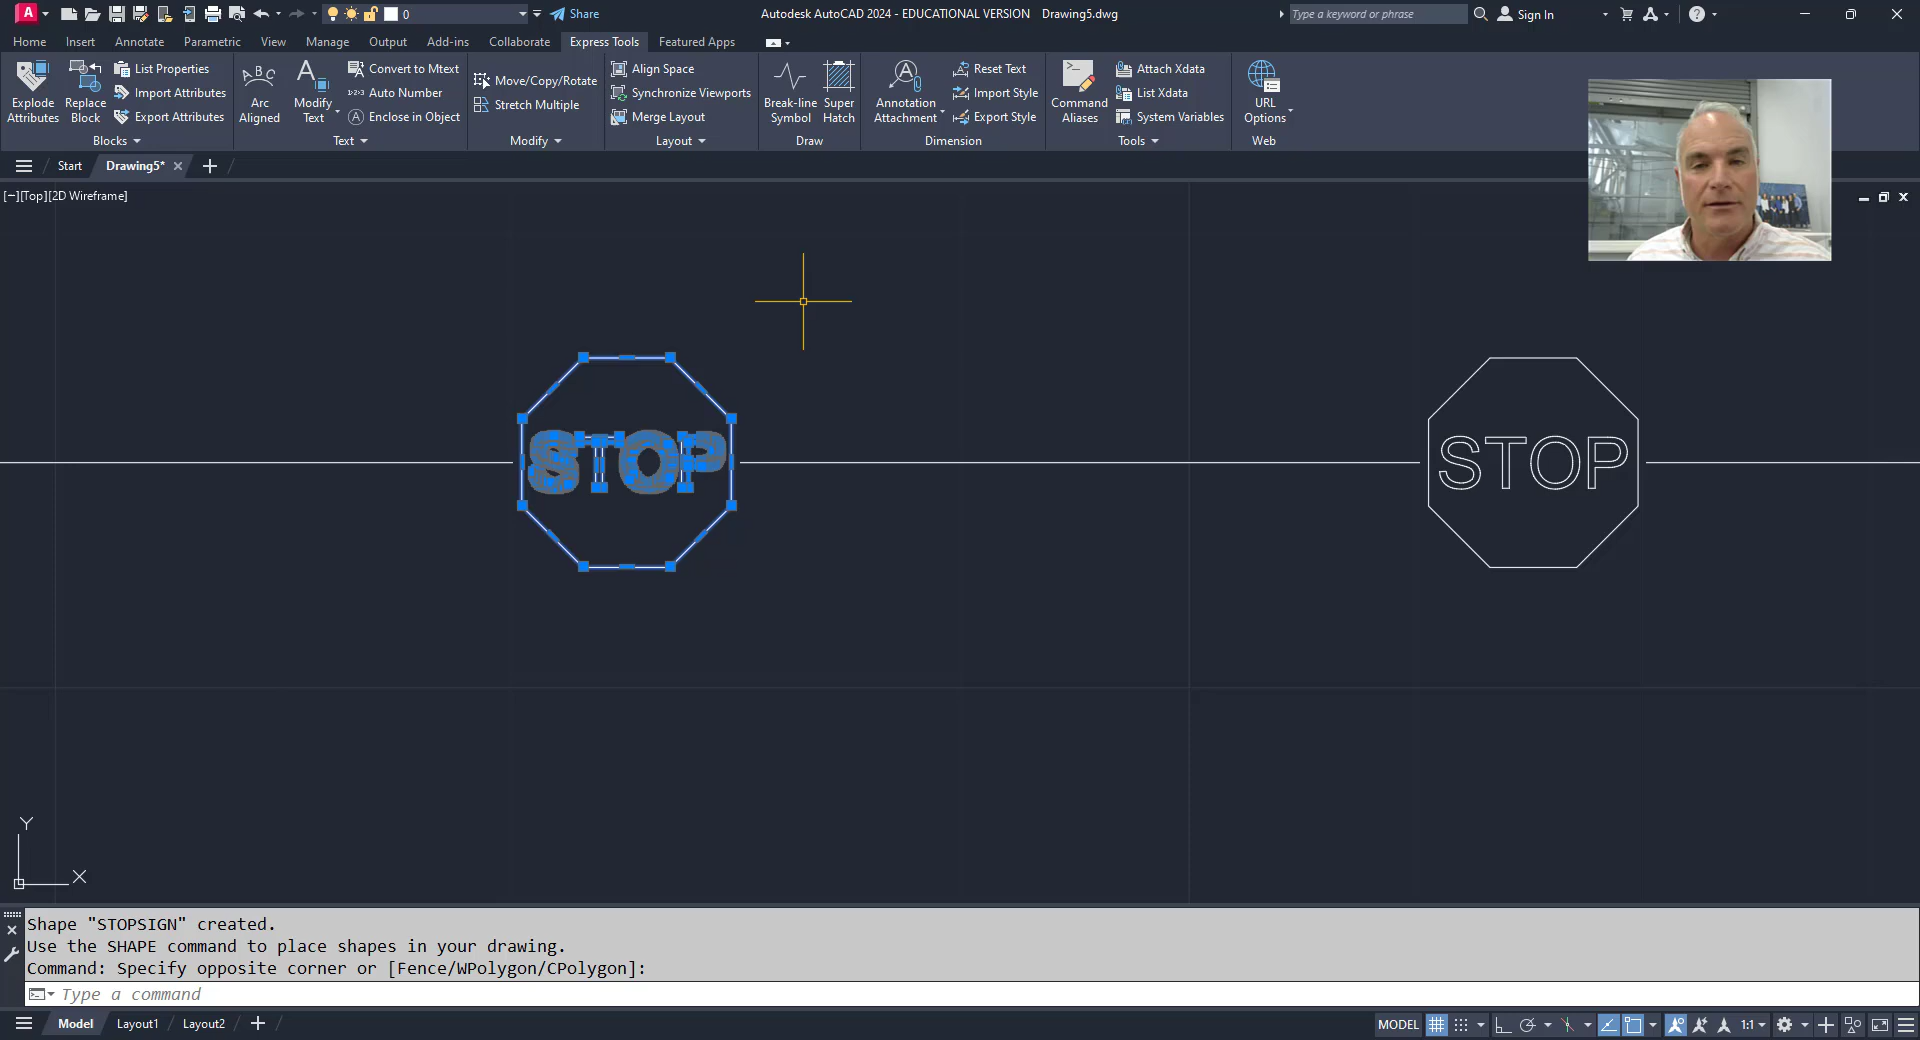 A 0 Share Autodesk AutoCAD 2024 - EDUCATIONAL VERSION Drawing5.dwg Type a keyword or phrase Sign In
Home Insert Annotate Parametric View Manage Output Add-ins Collaborate Express Tools Featured Apps
Explode Attributes
Replace Block
List Properties
Import Attributes
Export Attributes
Blocks
ABC
Arc Aligned
A
Modify Text
Convert to Mtext
1•2•3 Auto Number
A Enclose in Object
Text
Move/Copy/Rotate
Stretch Multiple
Modify
Align Space
Synchronize Viewports
Merge Layout
Layout
Break-line Symbol
Super Hatch
Draw
Annotation Attachment
Reset Text
Import Style
Export Style
Dimension
Command Aliases
Attach Xdata
List Xdata
System Variables
Tools
URL Options
Web
Start Drawing5*
[−][Top][2D Wireframe]
STOP STOP
Y
X
Shape "STOPSIGN" created.
Use the SHAPE command to place shapes in your drawing.
Command: Specify opposite corner or [Fence/WPolygon/CPolygon]:
Type a command
Model Layout1 Layout2 MODEL 1:1